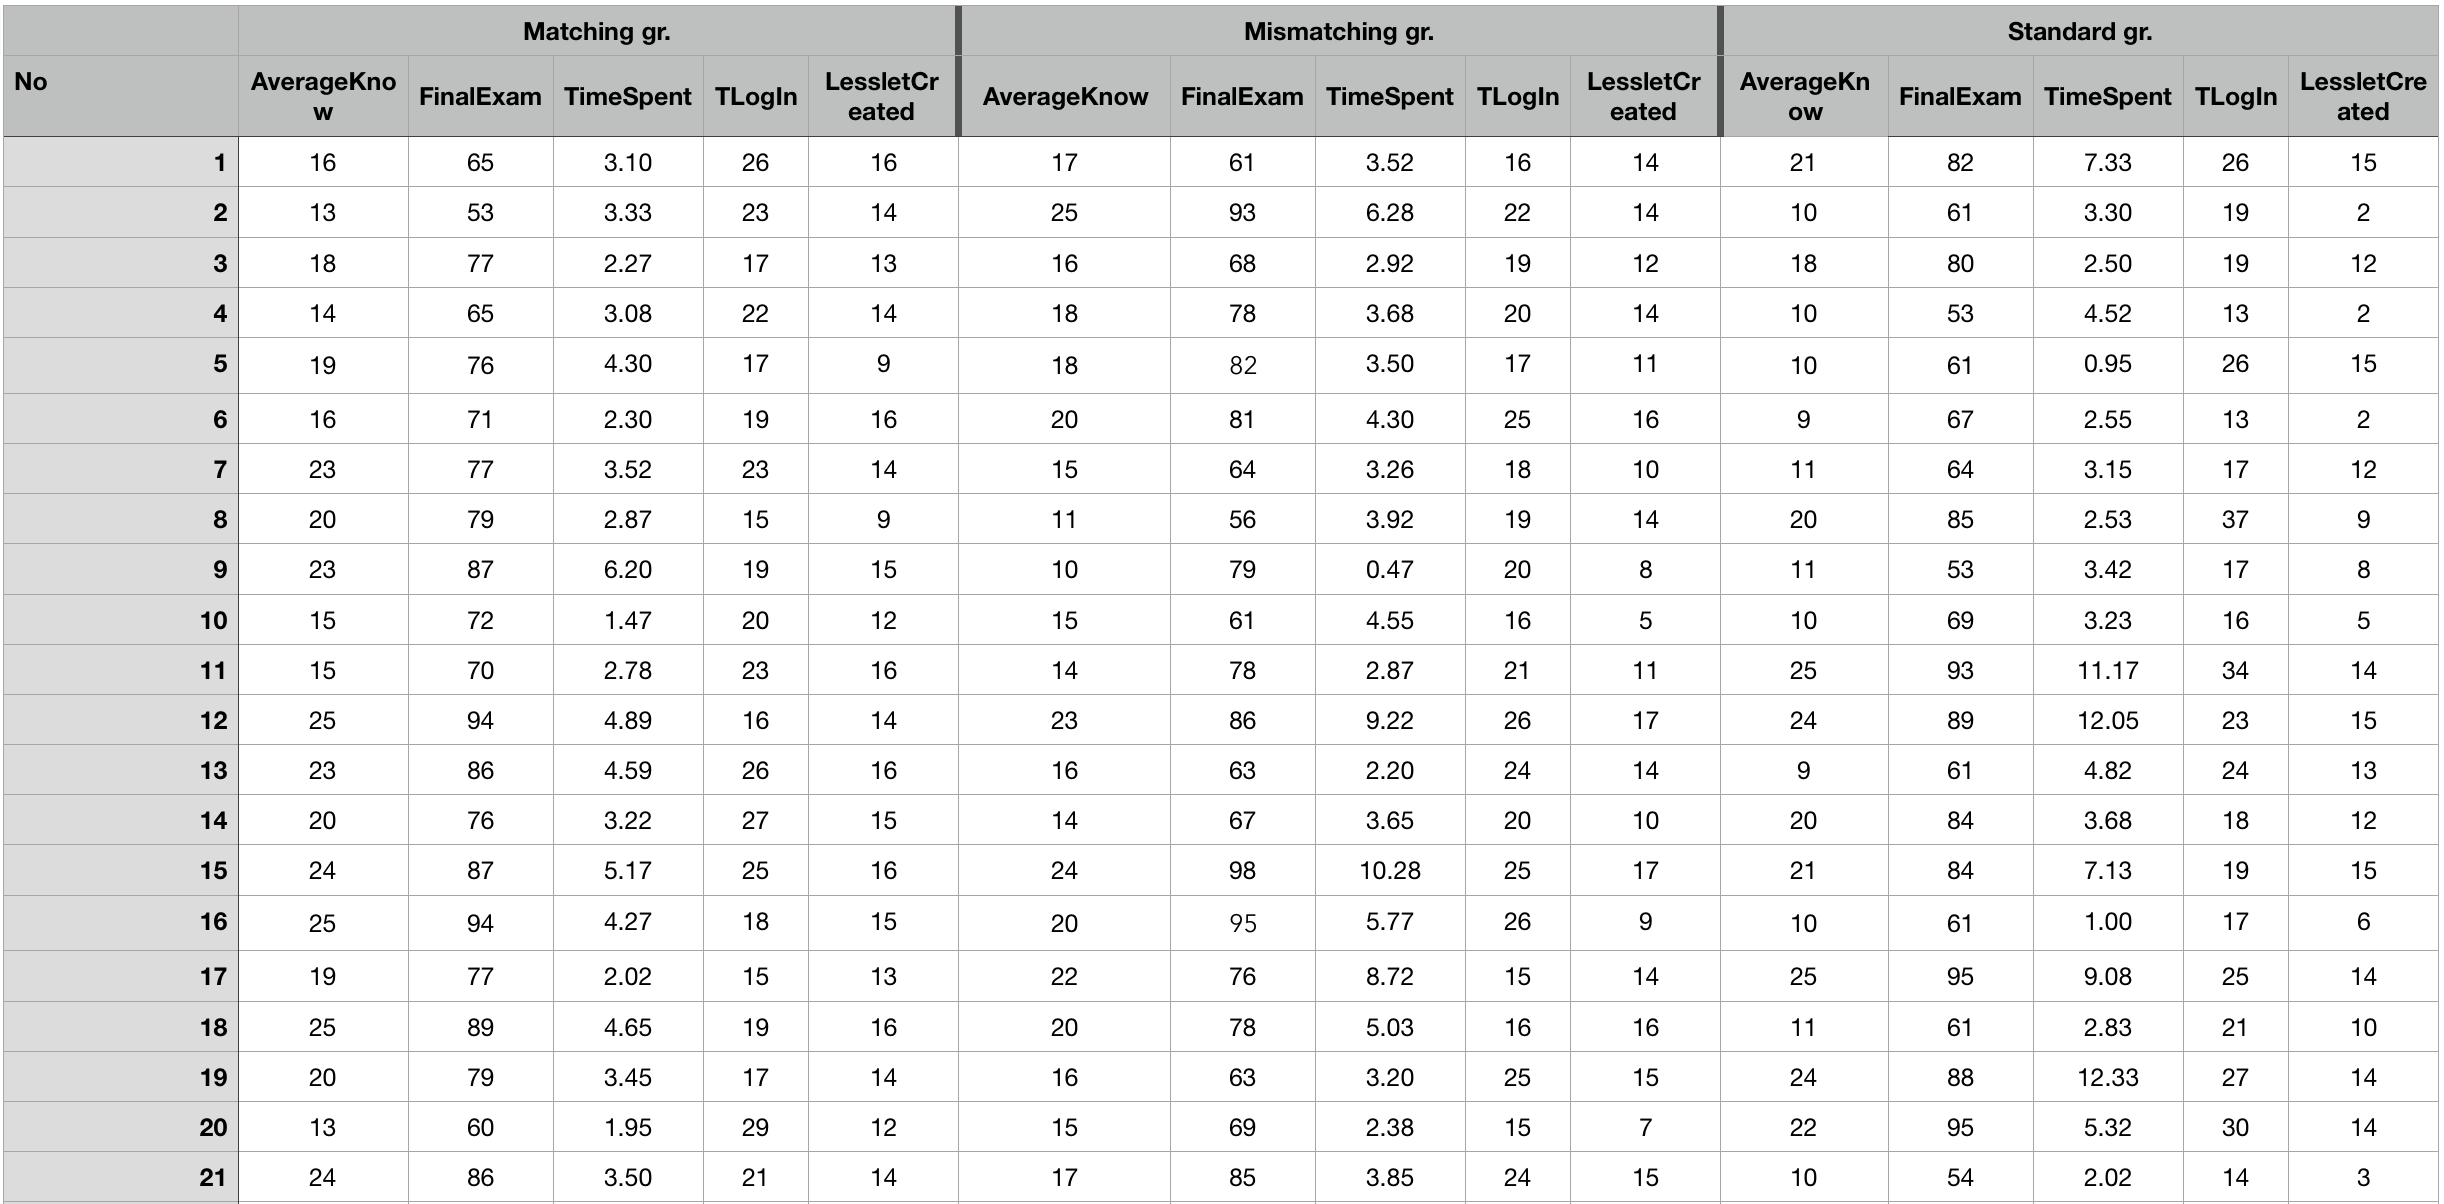 Matching gr. Mismatching gr. Standard gr.
No AverageKno FinalExam TimeSpent TLogIn LessletCr AverageKnow FinalExam TimeSpent TLogIn LessletCr AverageKn FinalExam TimeSpent TLogIn LessletCre
w eated eated ow ated
1 16 65 3.10 26 16 17 61 3.52 16 14 21 82 7.33 26 15
2 13 53 3.33 23 14 25 93 6.28 22 14 10 61 3.30 19 2
3 18 77 2.27 17 13 16 68 2.92 19 12 18 80 2.50 19 12
4 14 65 3.08 22 14 18 78 3.68 20 14 10 53 4.52 13 2
5 19 76 4.30 17 9 18 82 3.50 17 11 10 61 0.95 26 15
6 16 71 2.30 19 16 20 81 4.30 25 16 9 67 2.55 13 2
7 23 77 3.52 23 14 15 64 3.26 18 10 11 64 3.15 17 12
8 20 79 2.87 15 9 11 56 3.92 19 14 20 85 2.53 37 9
9 23 87 6.20 19 15 10 79 0.47 20 8 11 53 3.42 17 8
10 15 72 1.47 20 12 15 61 4.55 16 5 10 69 3.23 16 5
11 15 70 2.78 23 16 14 78 2.87 21 11 25 93 11.17 34 14
12 25 94 4.89 16 14 23 86 9.22 26 17 24 89 12.05 23 15
13 23 86 4.59 26 16 16 63 2.20 24 14 9 61 4.82 24 13
14 20 76 3.22 27 15 14 67 3.65 20 10 20 84 3.68 18 12
15 24 87 5.17 25 16 24 98 10.28 25 17 21 84 7.13 19 15
16 25 94 4.27 18 15 20 95 5.77 26 9 10 61 1.00 17 6
17 19 77 2.02 15 13 22 76 8.72 15 14 25 95 9.08 25 14
18 25 89 4.65 19 16 20 78 5.03 16 16 11 61 2.83 21 10
19 20 79 3.45 17 14 16 63 3.20 25 15 24 88 12.33 27 14
20 13 60 1.95 29 12 15 69 2.38 15 7 22 95 5.32 30 14
21 24 86 3.50 21 14 17 85 3.85 24 15 10 54 2.02 14 3